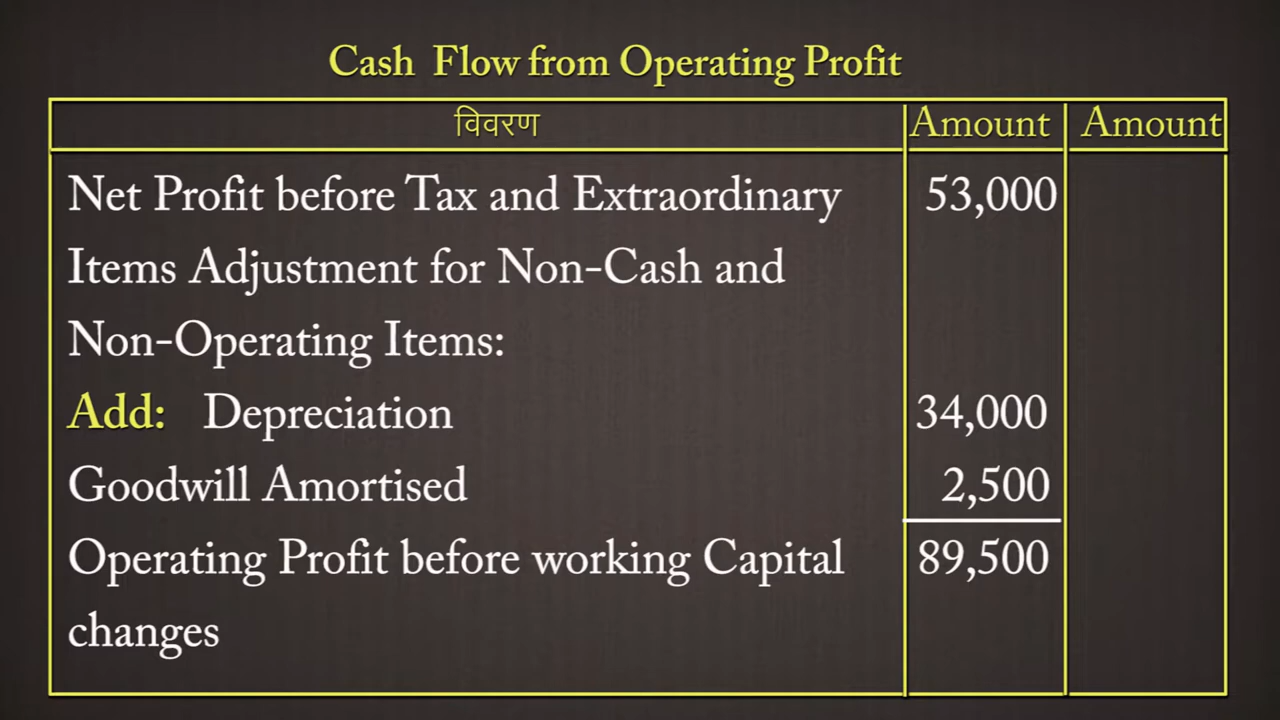 Cash Flow from Operating Profit
विवरण Amount Amount
Net Profit before Tax and Extraordinary 53,000
Items Adjustment for Non-Cash and
Non-Operating Items:
Add: Depreciation 34,000
Goodwill Amortised 2,500
Operating Profit before working Capital 89,500
changes